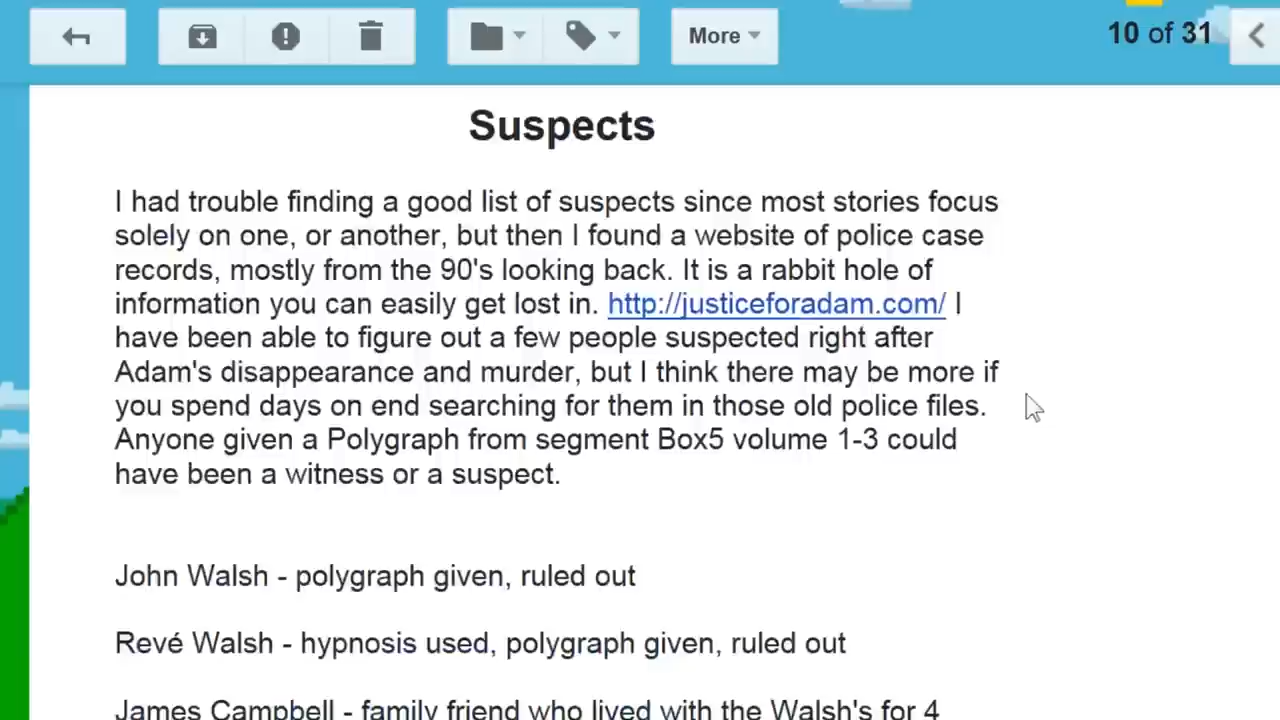 More
10 of 31
Suspects
I had trouble finding a good list of suspects since most stories focus
solely on one, or another, but then I found a website of police case
records, mostly from the 90's looking back. It is a rabbit hole of
information you can easily get lost in. http://justiceforadam.com/ I
have been able to figure out a few people suspected right after
Adam's disappearance and murder, but I think there may be more if
you spend days on end searching for them in those old police files.
Anyone given a Polygraph from segment Box5 volume 1-3 could
have been a witness or a suspect.
John Walsh - polygraph given, ruled out
Revé Walsh - hypnosis used, polygraph given, ruled out
James Campbell - family friend who lived with the Walsh's for 4